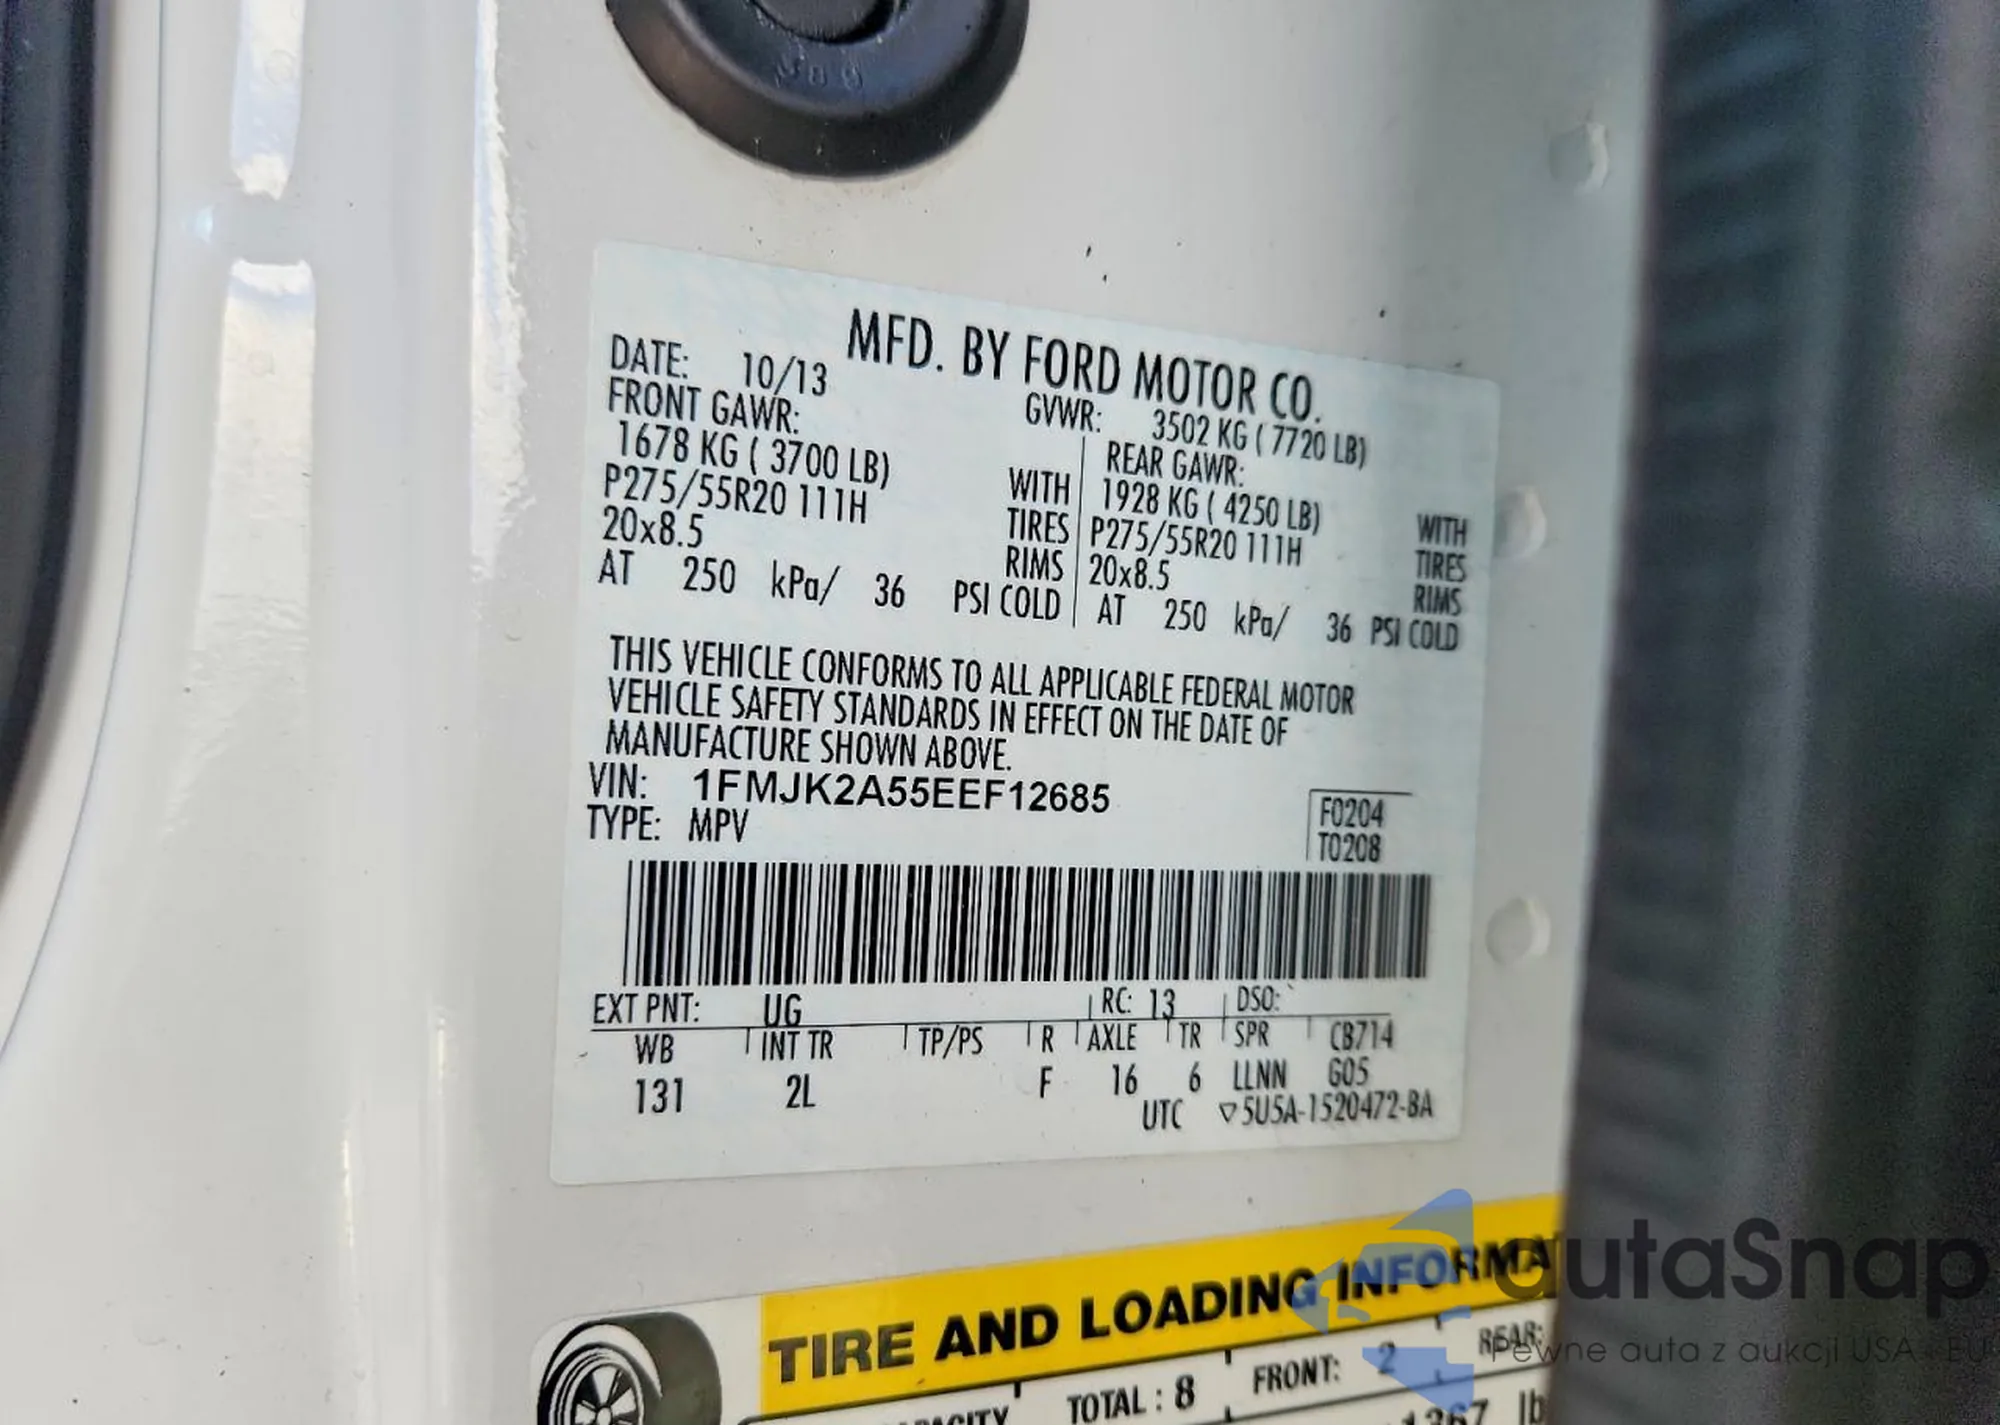 MFD. BY FORD MOTOR CO.
DATE: 10/13 GVWR: 3502 KG ( 7720 LB)
FRONT GAWR: REAR GAWR:
1678 KG ( 3700 LB) WITH 1928 KG ( 4250 LB) WITH
P275/55R20 111H TIRES P275/55R20 111H TIRES
20x8.5 RIMS 20x8.5 RIMS
AT 250 kPa/ 36 PSI COLD AT 250 kPa/ 36 PSI COLD
THIS VEHICLE CONFORMS TO ALL APPLICABLE FEDERAL MOTOR
VEHICLE SAFETY STANDARDS IN EFFECT ON THE DATE OF
MANUFACTURE SHOWN ABOVE.
VIN: 1FMJK2A55EEF12685 F0204
TYPE: MPV T0208
EXT PNT: UG RC: 13 DSO:
WB INT TR TP/PS R AXLE TR SPR CB714
131 2L F 16 6 LLNN G05
UTC ▽5U5A-1520472-BA
TIRE AND LOADING INFORMA
TOTAL : 8 FRONT: 2 REAR:
1367 lb
autaSnap
Pewne auta z aukcji USA i EU